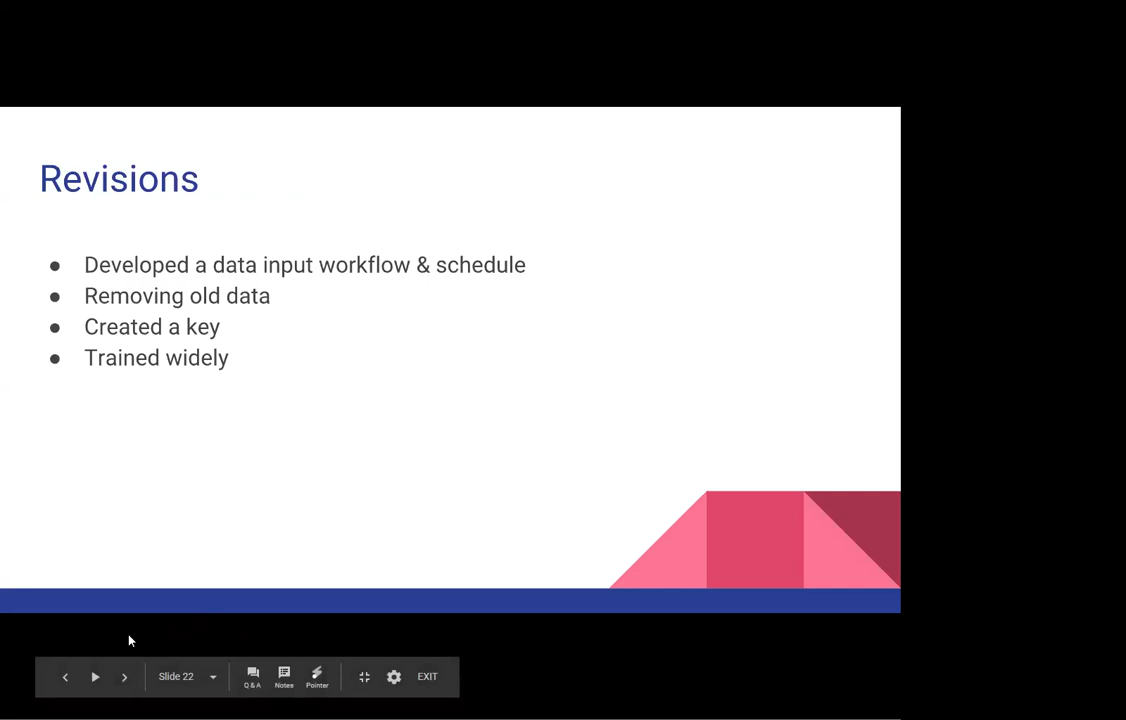 Revisions
● Developed a data input workflow & schedule
● Removing old data
● Created a key
● Trained widely
Slide 22
Q & A
Notes
Pointer
EXIT